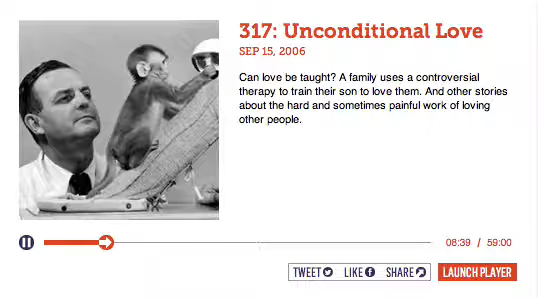 317: Unconditional Love
SEP 15, 2006
Can love be taught? A family uses a controversial
therapy to train their son to love them. And other stories
about the hard and sometimes painful work of loving
other people.
08:39 / 59:00
TWEET LIKE SHARE LAUNCH PLAYER